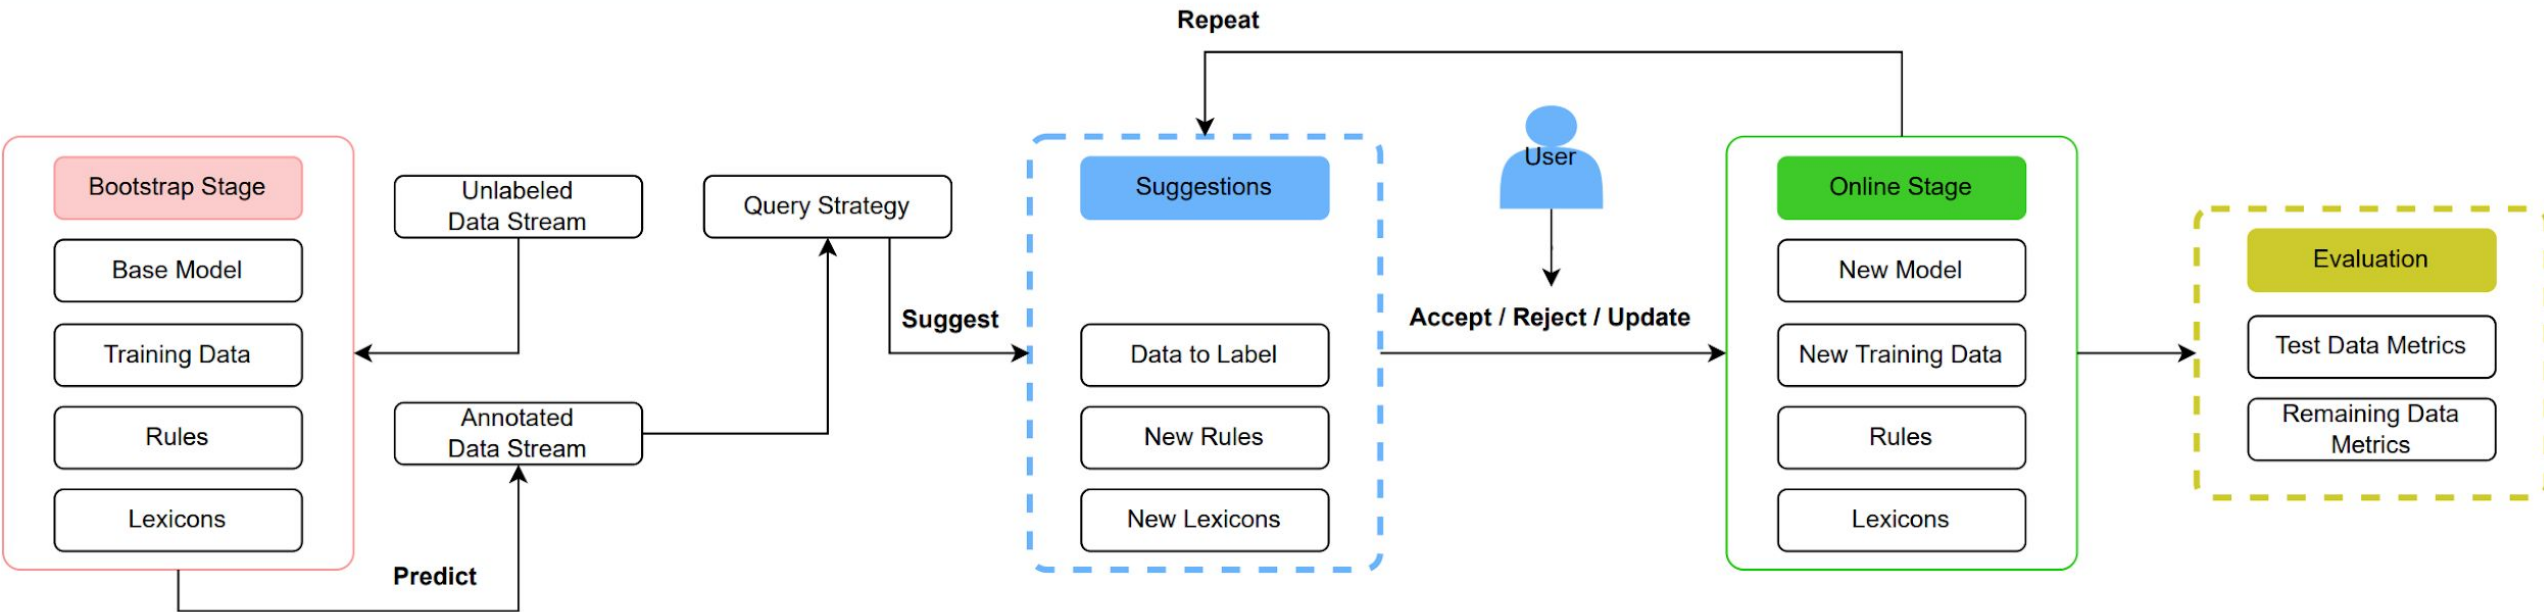 Repeat
Bootstrap Stage
Base Model
Training Data
Rules
Lexicons
Unlabeled
Data Stream
Annotated
Data Stream
Predict
Query Strategy
Suggest
Suggestions
Data to Label
New Rules
New Lexicons
User
Accept / Reject / Update
Online Stage
New Model
New Training Data
Rules
Lexicons
Evaluation
Test Data Metrics
Remaining Data
Metrics